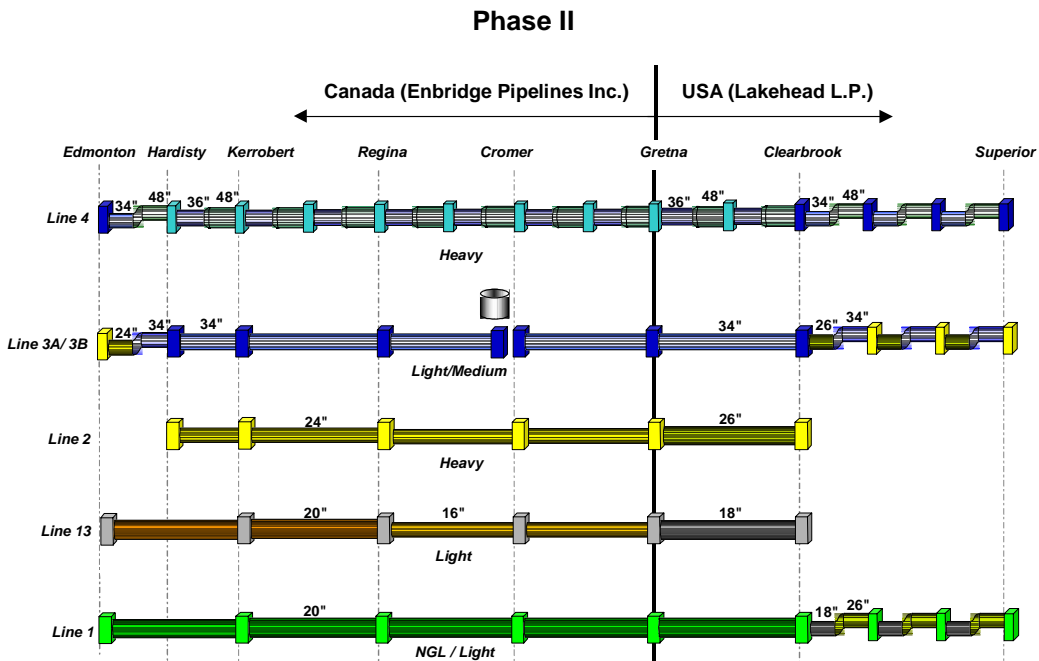 Phase II
Canada (Enbridge Pipelines Inc.) USA (Lakehead L.P.)
Edmonton Hardisty Kerrobert Regina Cromer Gretna Clearbrook Superior
34" 48" 36" 48" 36" 48" 34" 48"
Line 4
Heavy
24" 34" 34" 34" 26" 34"
Line 3A/ 3B
Light/Medium
24" 26"
Line 2
Heavy
20" 16" 18"
Line 13
Light
20" 18" 26"
Line 1
NGL / Light